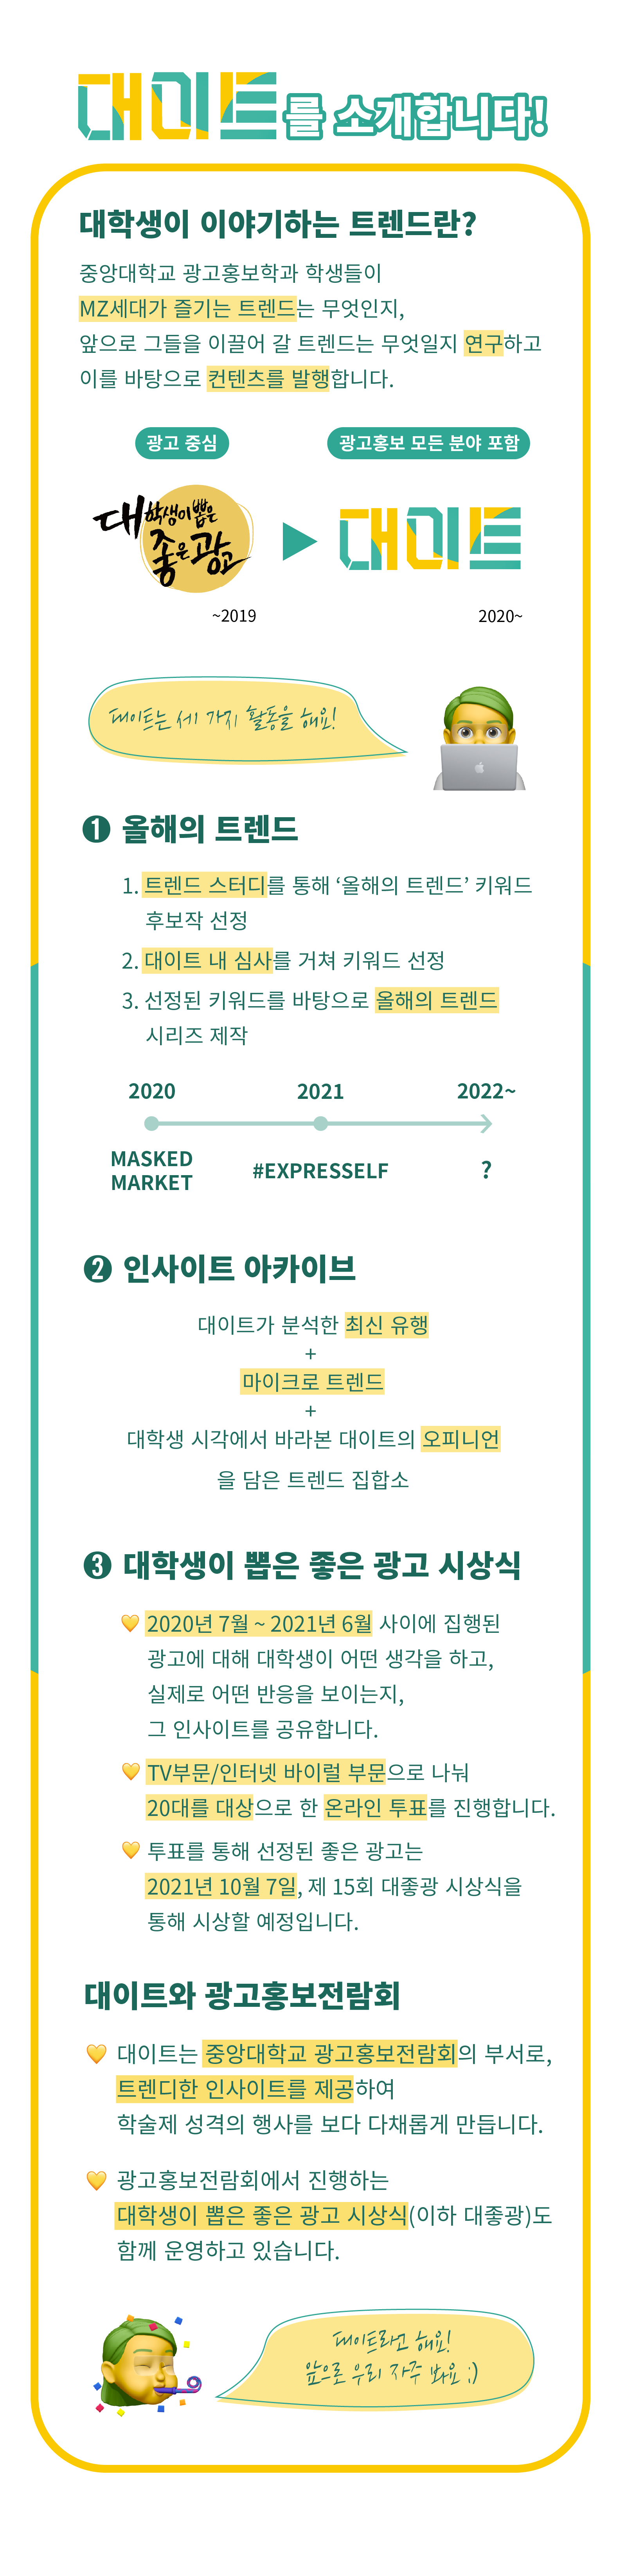 대이트를 소개합니다!
대학생이 이야기하는 트렌드란?
중앙대학교 광고홍보학과 학생들이
MZ세대가 즐기는 트렌드는 무엇인지,
앞으로 그들을 이끌어 갈 트렌드는 무엇일지 연구하고
이를 바탕으로 컨텐츠를 발행합니다.
광고 중심
광고홍보 모든 분야 포함
대학생이 뽑은
좋은 광고
대이트
~2019
2020~
대이트는 세 가지 활동을 해요!
❶ 올해의 트렌드
1. 트렌드 스터디를 통해 ‘올해의 트렌드’ 키워드
후보작 선정
2. 대이트 내 심사를 거쳐 키워드 선정
3. 선정된 키워드를 바탕으로 올해의 트렌드
시리즈 제작
2020
2021
2022~
MASKED
MARKET
#EXPRESSELF
?
❷ 인사이트 아카이브
대이트가 분석한 최신 유행
+
마이크로 트렌드
+
대학생 시각에서 바라본 대이트의 오피니언
을 담은 트렌드 집합소
❸ 대학생이 뽑은 좋은 광고 시상식
2020년 7월 ~ 2021년 6월 사이에 집행된
광고에 대해 대학생이 어떤 생각을 하고,
실제로 어떤 반응을 보이는지,
그 인사이트를 공유합니다.
TV부문/인터넷 바이럴 부문으로 나눠
20대를 대상으로 한 온라인 투표를 진행합니다.
투표를 통해 선정된 좋은 광고는
2021년 10월 7일, 제 15회 대좋광 시상식을
통해 시상할 예정입니다.
대이트와 광고홍보전람회
대이트는 중앙대학교 광고홍보전람회의 부서로,
트렌디한 인사이트를 제공하여
학술제 성격의 행사를 보다 다채롭게 만듭니다.
광고홍보전람회에서 진행하는
대학생이 뽑은 좋은 광고 시상식(이하 대좋광)도
함께 운영하고 있습니다.
대이트라면 해요!
앞으로 우리 자주 봐요 ;)